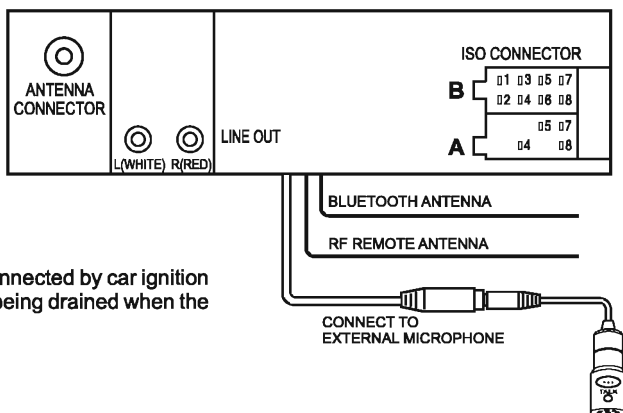 ISO CONNECTOR
ANTENNA
CONNECTOR
B
1 3 5 7
2 4 6 8
A
5 7
4 8
LINE OUT
L(WHITE) R(RED)
BLUETOOTH ANTENNA
RF REMOTE ANTENNA
nnected by car ignition
being drained when the
CONNECT TO
EXTERNAL MICROPHONE
TALK